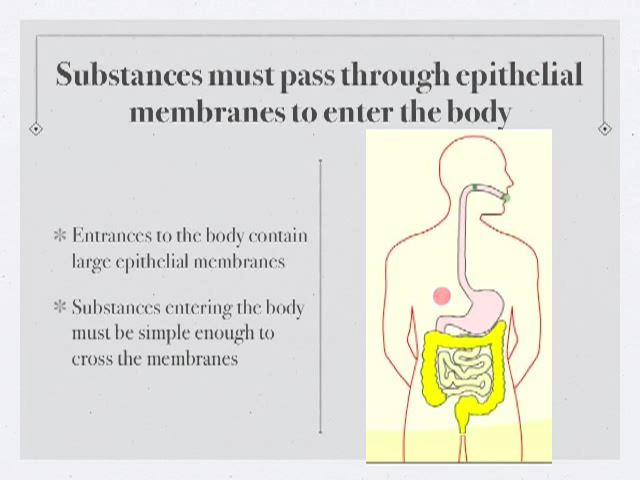 Substances must pass through epithelial
membranes to enter the body
✻ Entrances to the body contain
large epithelial membranes
✻ Substances entering the body
must be simple enough to
cross the membranes